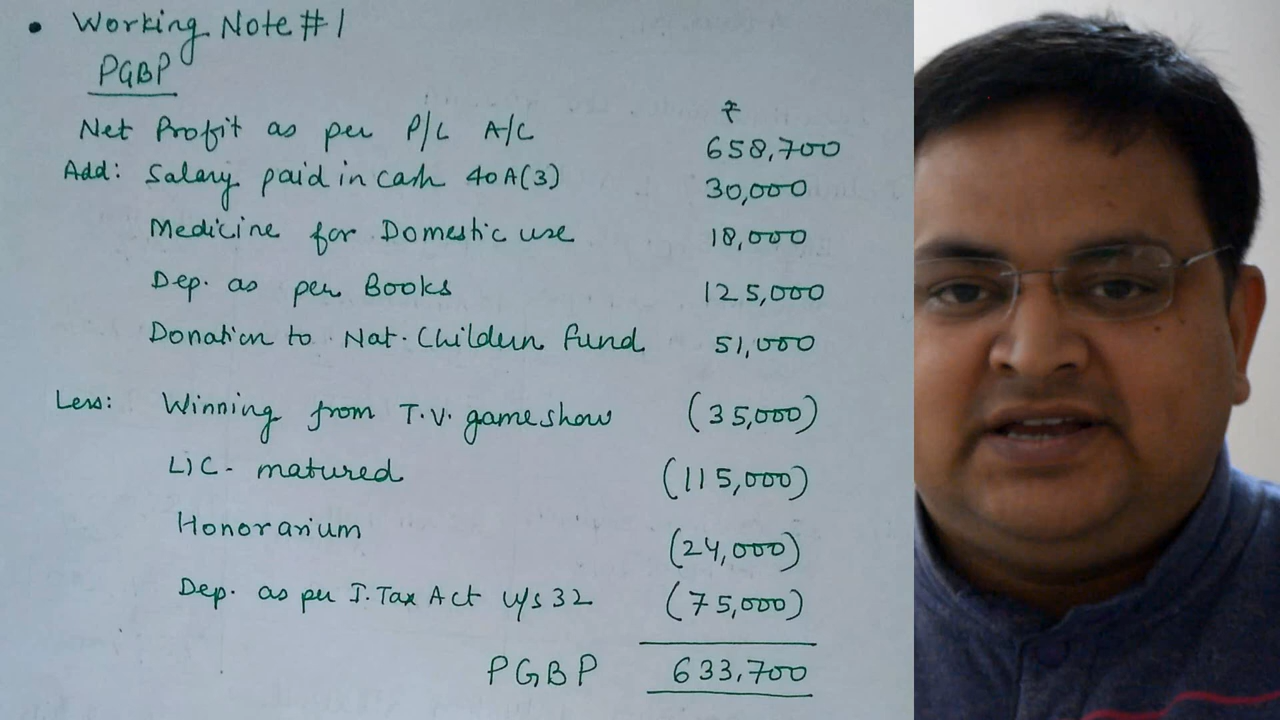 • Working Note #1
PGBP
₹
Net Profit as per P/L A/C 658,700
Add: Salary paid in cash 40A(3) 30,000
Medicine for Domestic use 18,000
Dep. as per Books 125,000
Donation to Nat. Childern Fund 51,000
Less: Winning from T.V. game show (35,000)
LIC - matured (115,000)
Honorarium (24,000)
Dep. as per I. Tax Act u/s 32 (75,000)
PGBP 633,700